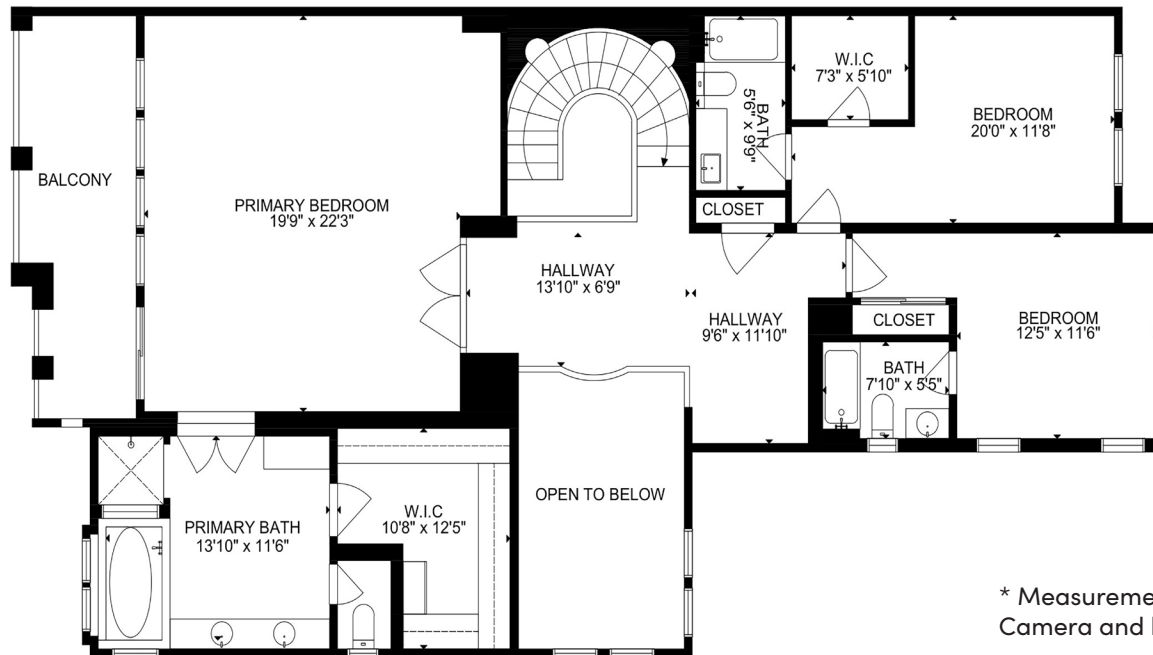 W.I.C
7'3" x 5'10"
BATH
5'6" x 9'9"
BEDROOM
20'0" x 11'8"
BALCONY
PRIMARY BEDROOM
19'9" x 22'3"
CLOSET
HALLWAY
13'10" x 6'9"
HALLWAY
9'6" x 11'10"
CLOSET
BEDROOM
12'5" x 11'6"
BATH
7'10" x 5'5"
OPEN TO BELOW
W.I.C
10'8" x 12'5"
PRIMARY BATH
13'10" x 11'6"
* Measureme
Camera and